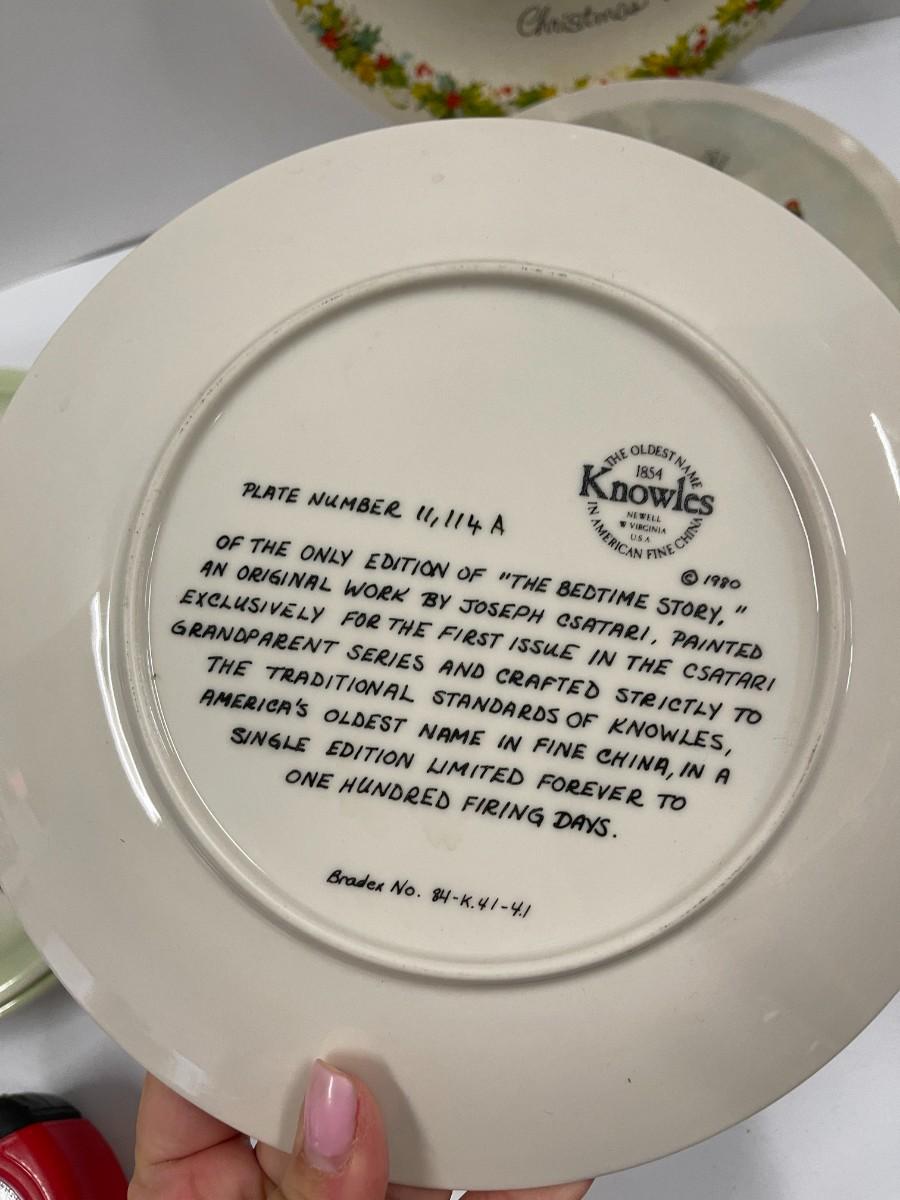 Christmas
THE OLDEST NAME
1854
Knowles
NEWELL
W VIRGINIA
U.S.A
IN AMERICAN FINE CHINA
© 1980
PLATE NUMBER 11,114 A
OF THE ONLY EDITION OF "THE BEDTIME STORY,"
AN ORIGINAL WORK BY JOSEPH CSATARI, PAINTED
EXCLUSIVELY FOR THE FIRST ISSUE IN THE CSATARI
GRANDPARENT SERIES AND CRAFTED STRICTLY TO
THE TRADITIONAL STANDARDS OF KNOWLES,
AMERICA'S OLDEST NAME IN FINE CHINA, IN A
SINGLE EDITION LIMITED FOREVER TO
ONE HUNDRED FIRING DAYS.
Bradex No. 84-K41-4.1